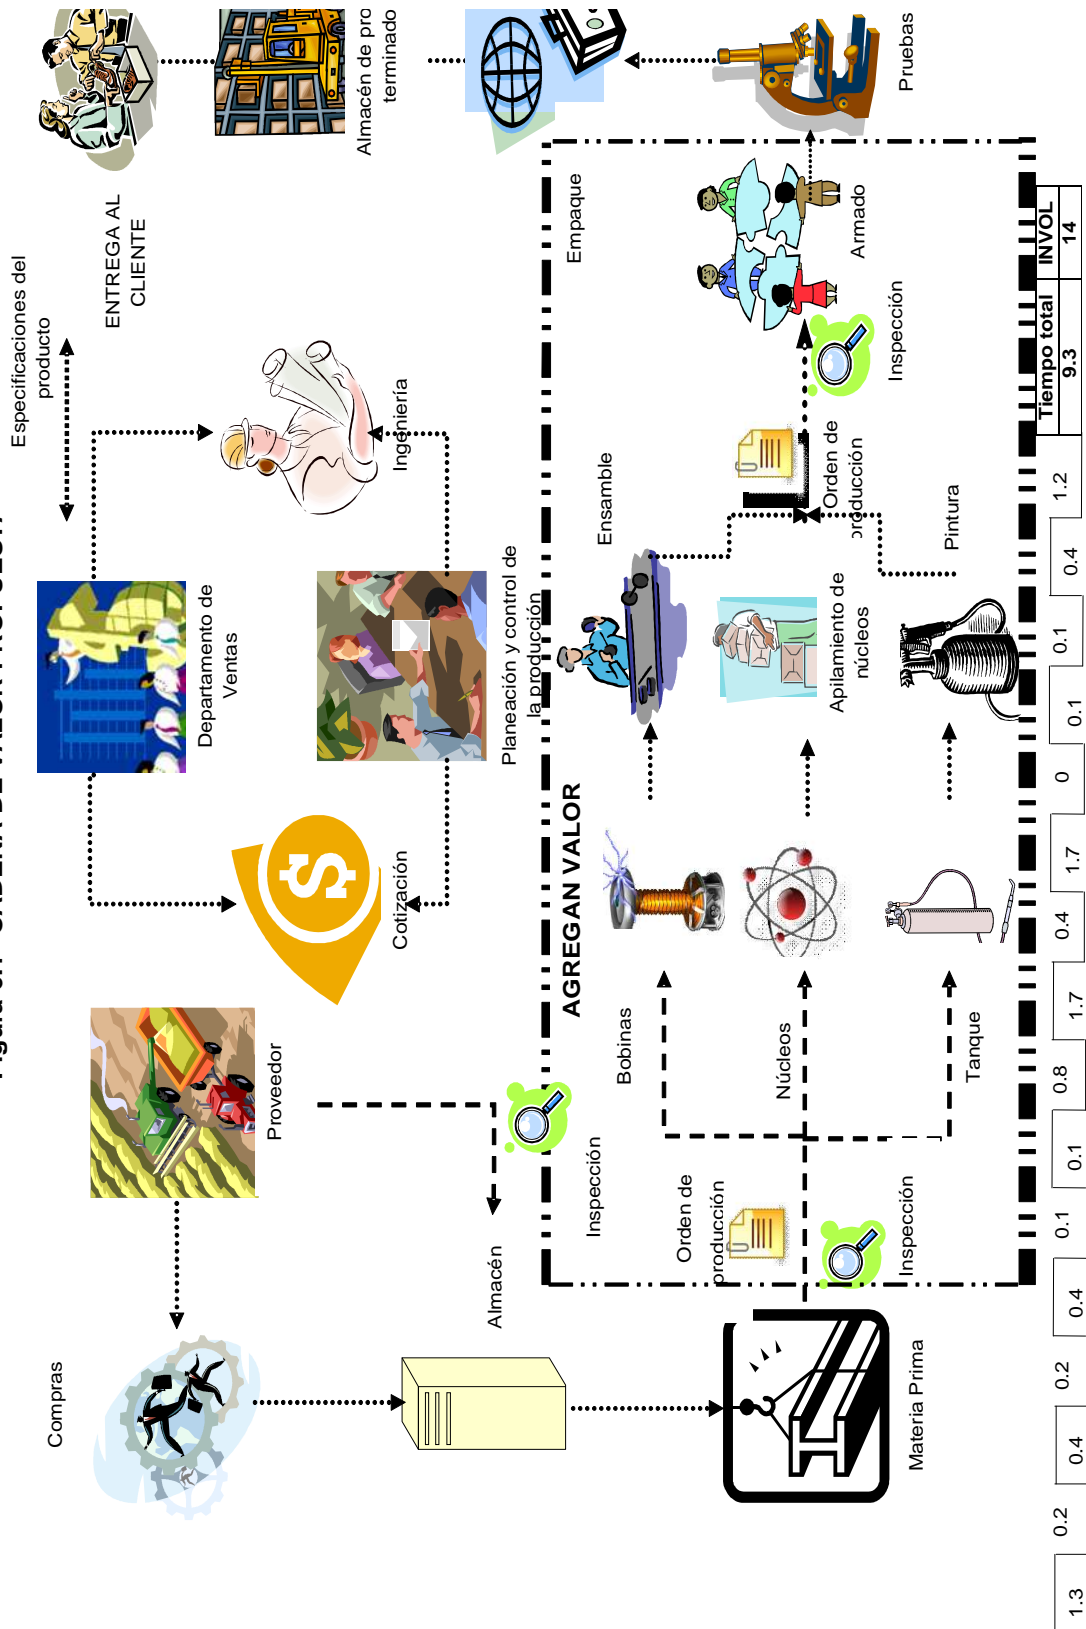 Especificaciones del
producto
Compras
ENTREGA AL
CLIENTE
Departamento de
Ventas
Proveedor
Almacén de pro
terminado
Cotización
Ingeniería
Almacén
Planeación y control de
la producción
AGREGAN VALOR
Empaque
Inspección
Bobinas
Ensamble
Orden de
producción
Núcleos
Apilamiento de
núcleos
Orden de
producción
Armado
Pruebas
Materia Prima
Inspección
Tanque
Pintura
Inspección
Tiempo total INVOL
9.3 14
1.3 0.2 0.4 0.2 0.4 0.1 0.1 0.8 1.7 0.4 1.7 0 0.1 0.1 0.4 1.2